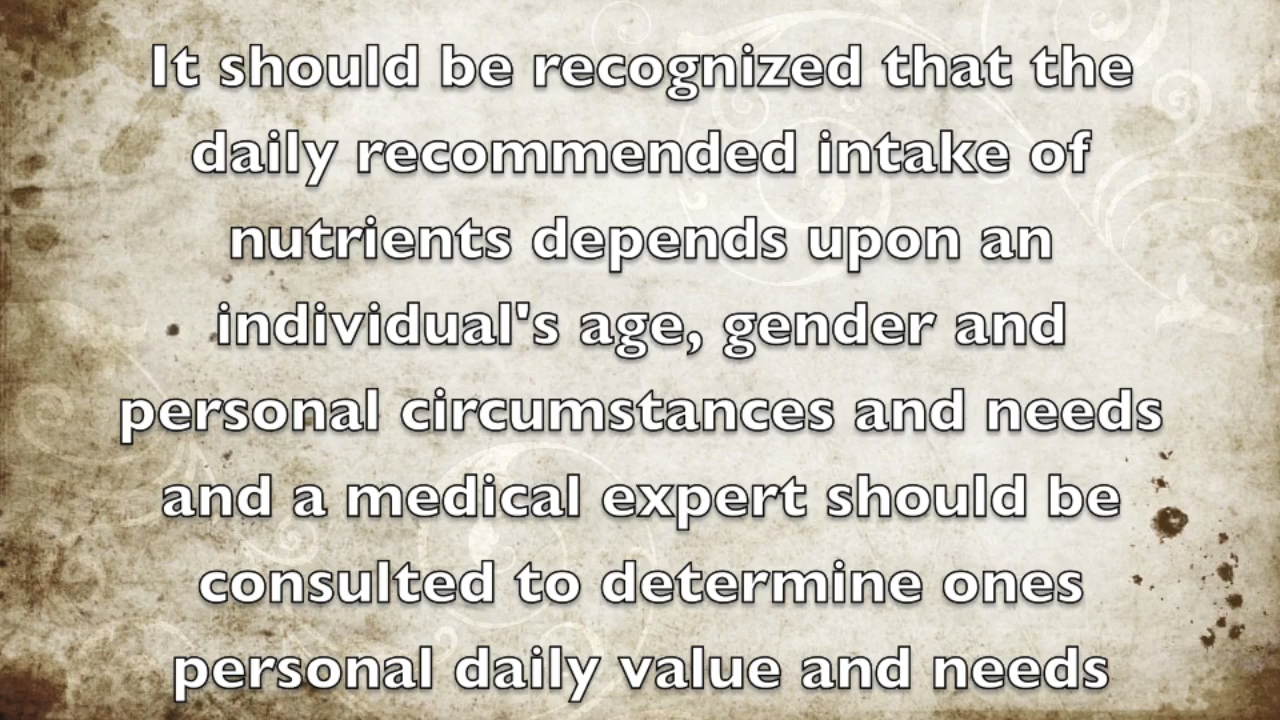 It should be recognized that the
daily recommended intake of
nutrients depends upon an
individual's age, gender and
personal circumstances and needs
and a medical expert should be
consulted to determine ones
personal daily value and needs